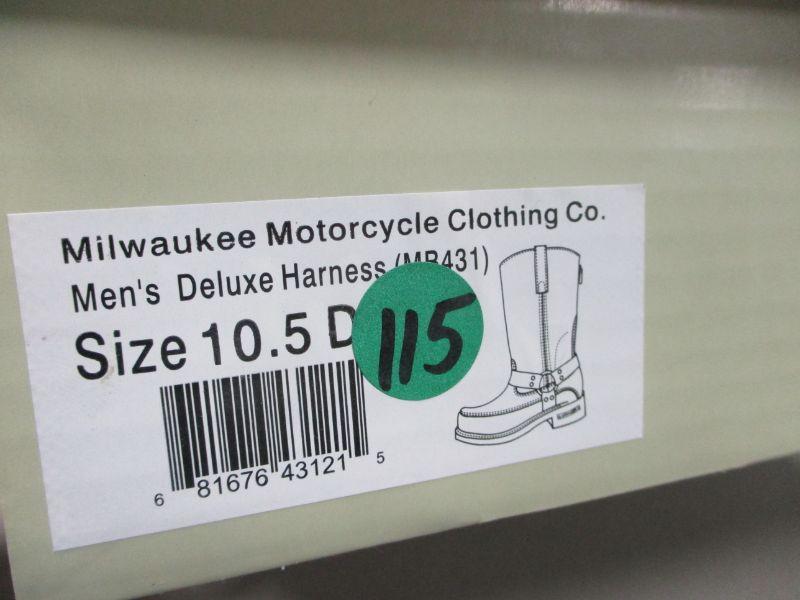 Milwaukee Motorcycle Clothing Co.
Men's Deluxe Harness (MB431)
Size 10.5 D
115
6 81676 43121 5